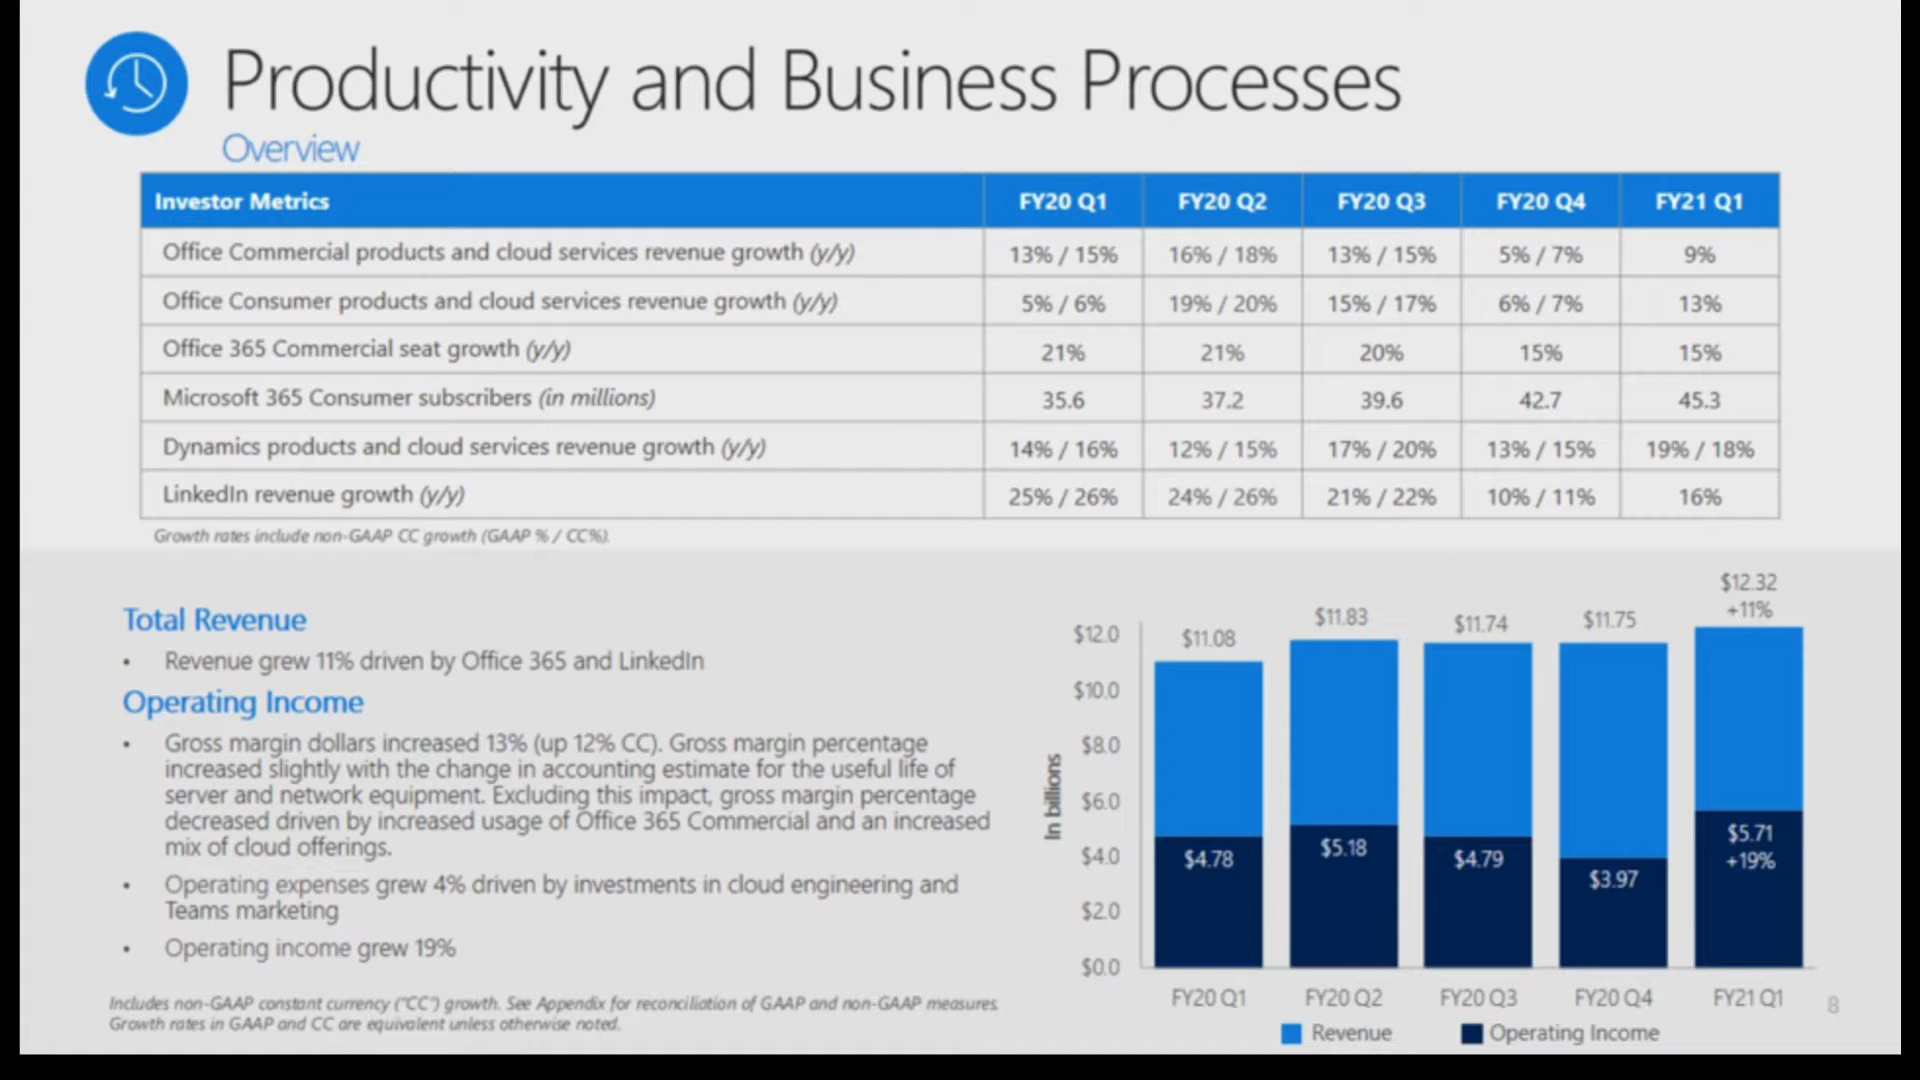 Productivity and Business Processes
Overview
Investor Metrics FY20 Q1 FY20 Q2 FY20 Q3 FY20 Q4 FY21 Q1
Office Commercial products and cloud services revenue growth (y/y) 13% / 15% 16% / 18% 13% / 15% 5% / 7% 9%
Office Consumer products and cloud services revenue growth (y/y) 5% / 6% 19% / 20% 15% / 17% 6% / 7% 13%
Office 365 Commercial seat growth (y/y) 21% 21% 20% 15% 15%
Microsoft 365 Consumer subscribers (in millions) 35.6 37.2 39.6 42.7 45.3
Dynamics products and cloud services revenue growth (y/y) 14% / 16% 12% / 15% 17% / 20% 13% / 15% 19% / 18%
LinkedIn revenue growth (y/y) 25% / 26% 24% / 26% 21% / 22% 10% / 11% 16%
Growth rates include non-GAAP CC growth (GAAP % / CC%).
Total Revenue
• Revenue grew 11% driven by Office 365 and LinkedIn
Operating Income
• Gross margin dollars increased 13% (up 12% CC). Gross margin percentage
increased slightly with the change in accounting estimate for the useful life of
server and network equipment. Excluding this impact, gross margin percentage
decreased driven by increased usage of Office 365 Commercial and an increased
mix of cloud offerings.
• Operating expenses grew 4% driven by investments in cloud engineering and
Teams marketing
• Operating income grew 19%
Includes non-GAAP constant currency ("CC") growth. See Appendix for reconciliation of GAAP and non-GAAP measures.
Growth rates in GAAP and CC are equivalent unless otherwise noted.
In billions
$12.0
$10.0
$8.0
$6.0
$4.0
$2.0
$0.0
$11.08 $11.83 $11.74 $11.75 $12.32
+11%
$4.78 $5.18 $4.79 $3.97 $5.71
+19%
FY20 Q1 FY20 Q2 FY20 Q3 FY20 Q4 FY21 Q1
Revenue Operating Income
8